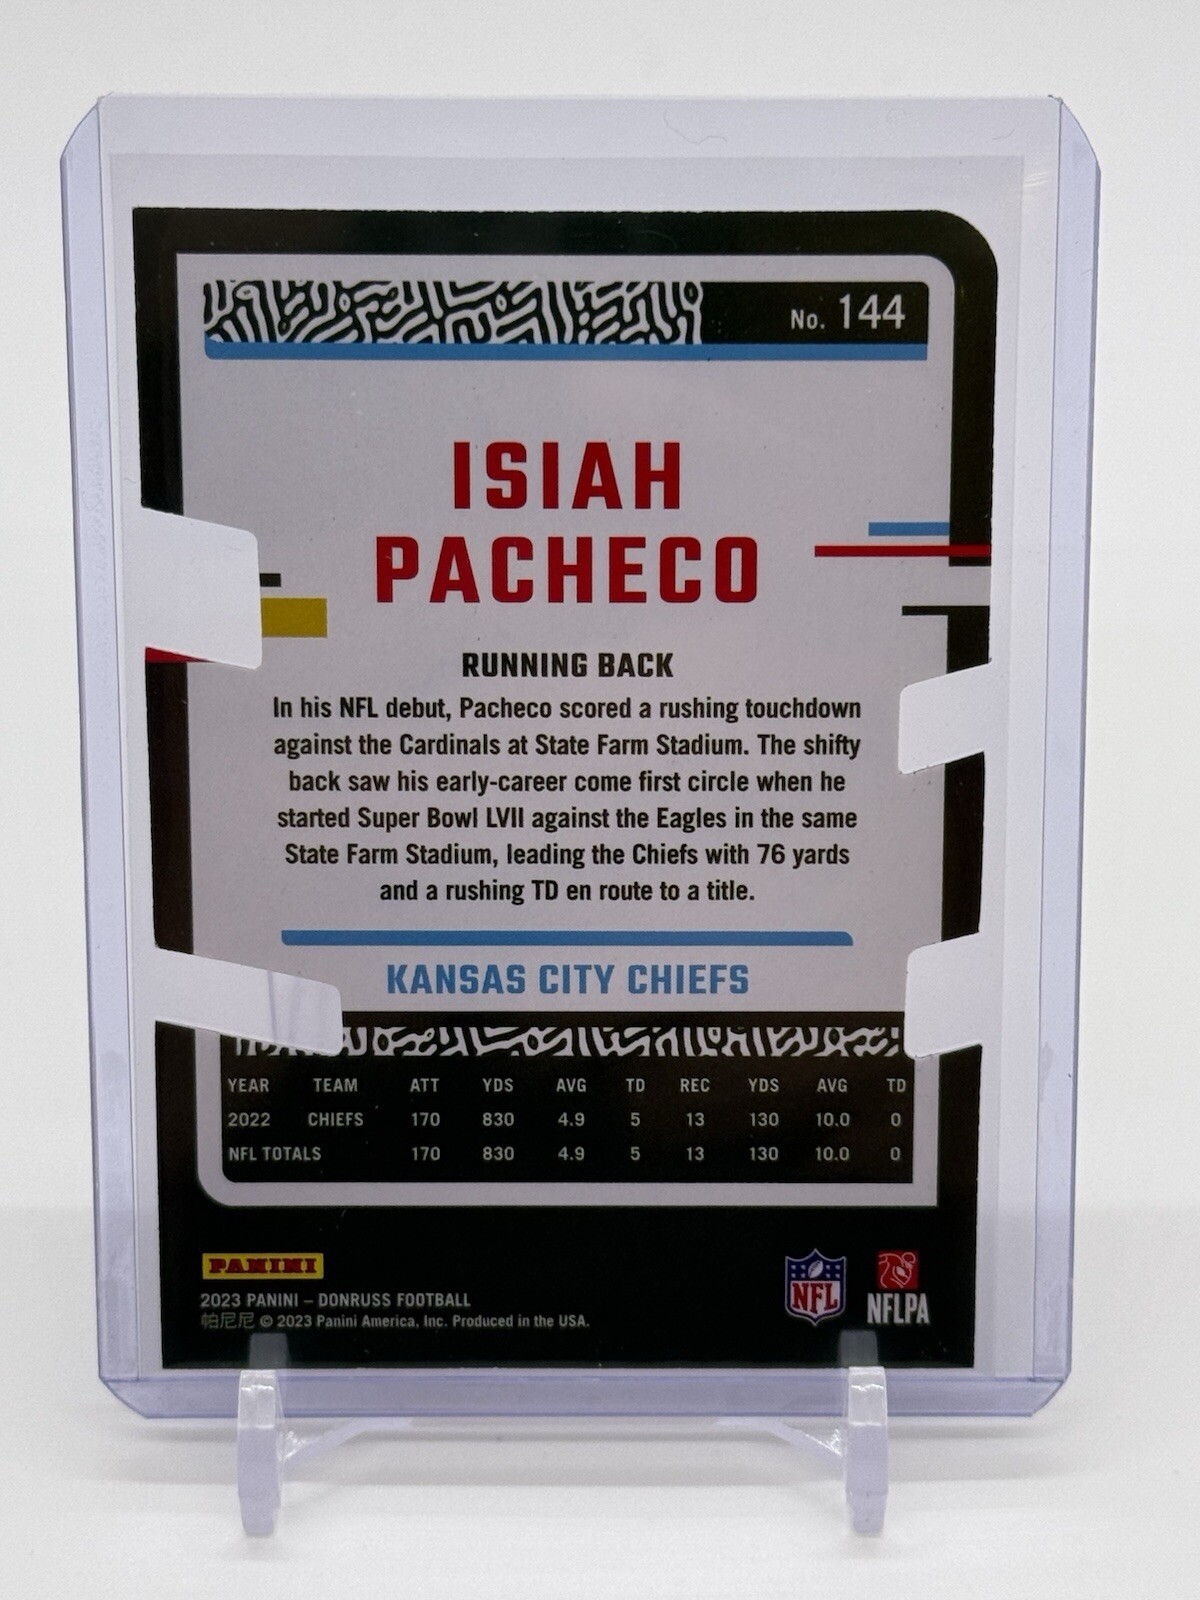 No. 144
ISIAH
PACHECO
RUNNING BACK
In his NFL debut, Pacheco scored a rushing touchdown
against the Cardinals at State Farm Stadium. The shifty
back saw his early-career come first circle when he
started Super Bowl LVII against the Eagles in the same
State Farm Stadium, leading the Chiefs with 76 yards
and a rushing TD en route to a title.
KANSAS CITY CHIEFS
YEAR TEAM ATT YDS AVG TD REC YDS AVG TD
2022 CHIEFS 170 830 4.9 5 13 130 10.0 0
NFL TOTALS 170 830 4.9 5 13 130 10.0 0
PANINI
2023 PANINI – DONRUSS FOOTBALL
帕尼尼 © 2023 Panini America, Inc. Produced in the USA.
NFL
NFLPA